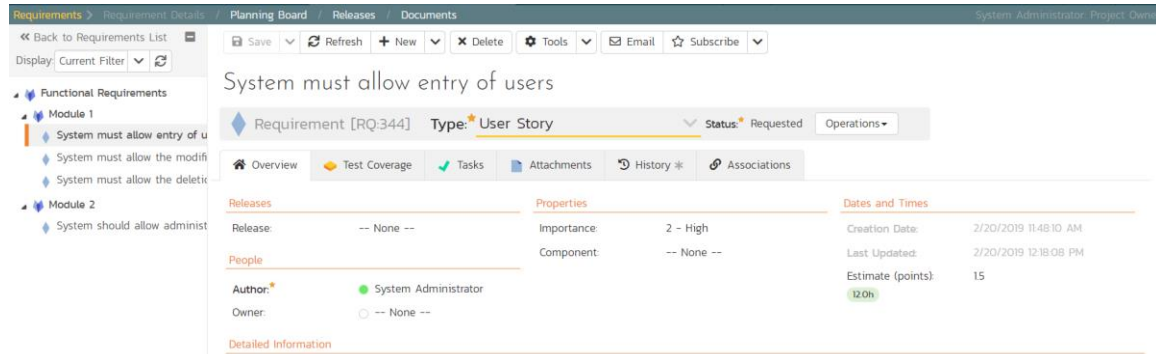 Requirements > Requirement Details / Planning Board / Releases / Documents System Administrator: Project Owne
« Back to Requirements List
Display: Current Filter
Functional Requirements
Module 1
System must allow entry of u
System must allow the modifi
System must allow the deletio
Module 2
System should allow administ
Save Refresh + New × Delete Tools Email Subscribe
System must allow entry of users
Requirement [RQ:344] Type:* User Story Status:* Requested Operations
Overview Test Coverage Tasks Attachments History * Associations
Releases
Release: -- None --
People
Author:* System Administrator
Owner: -- None --
Properties
Importance: 2 - High
Component: -- None --
Dates and Times
Creation Date: 2/20/2019 11:48:10 AM
Last Updated: 2/20/2019 12:18:08 PM
Estimate (points): 1.5
12.0h
Detailed Information